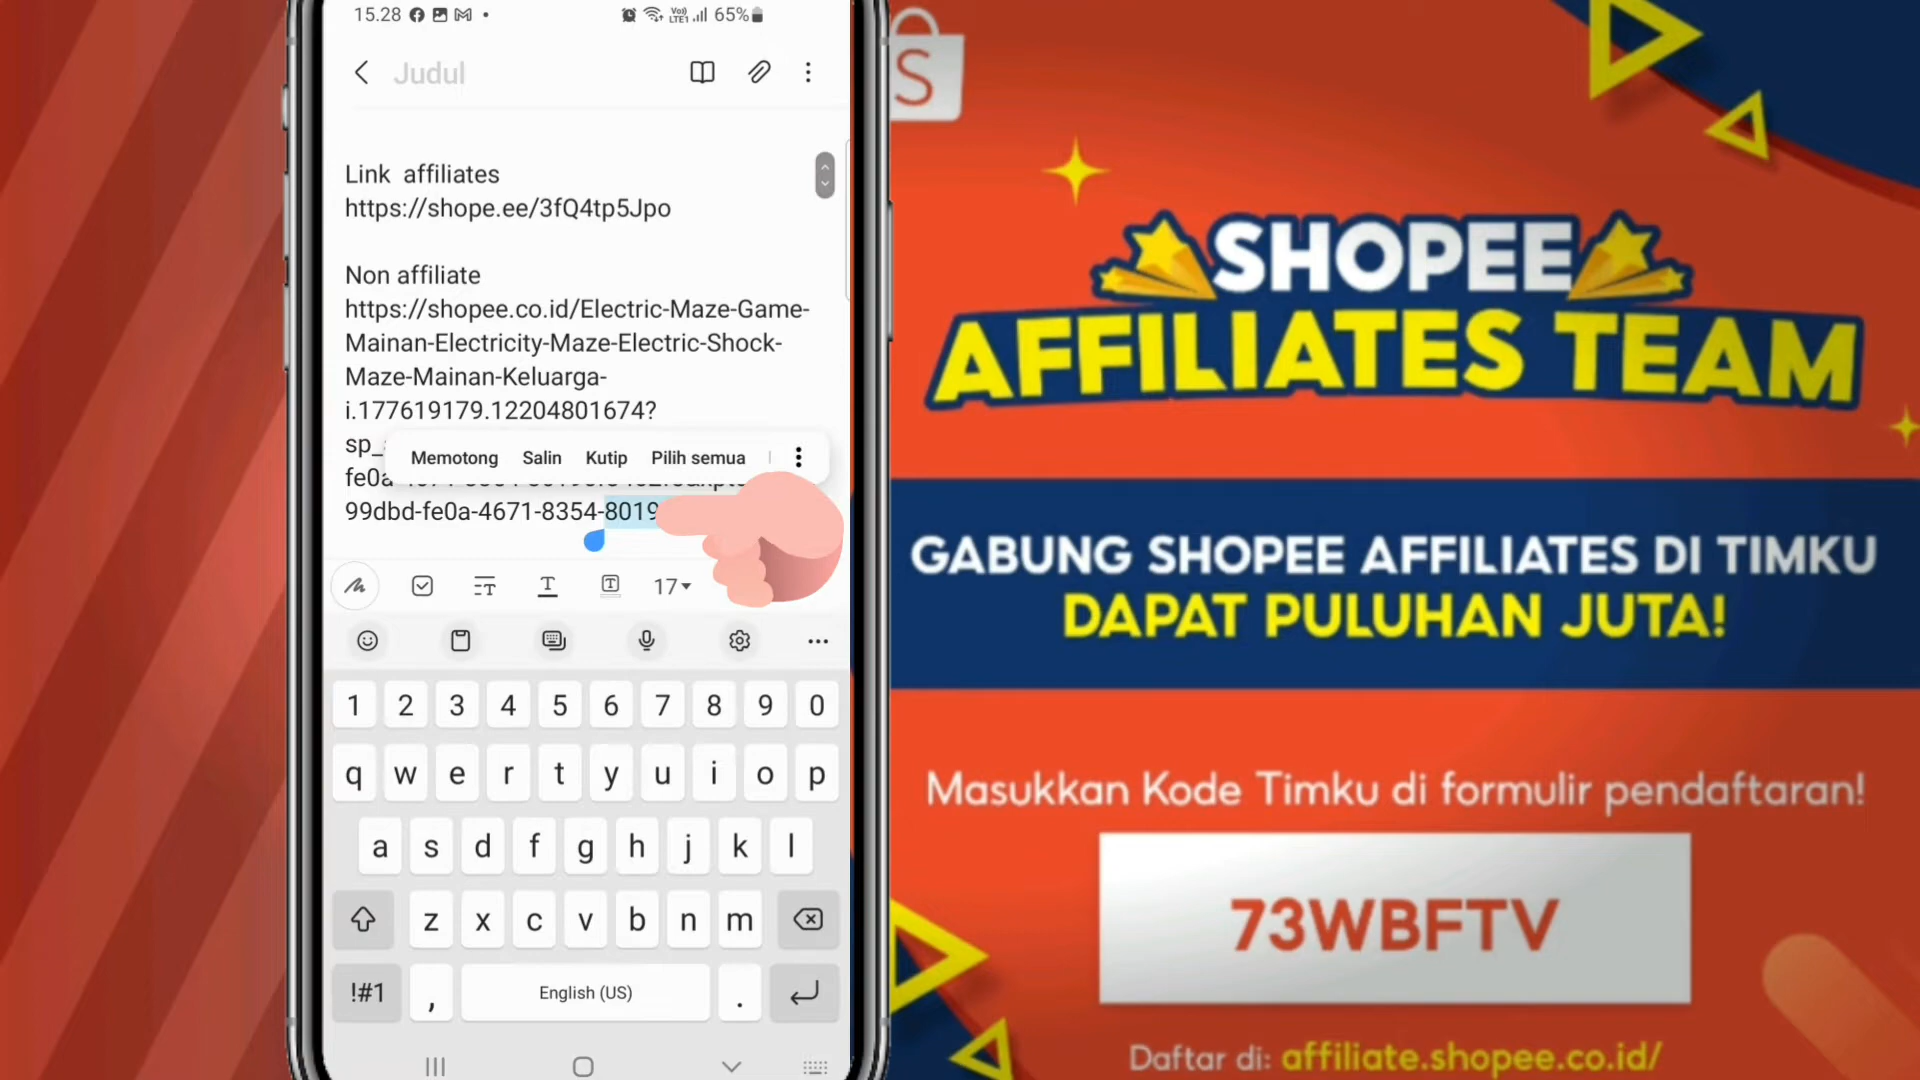 15.28
Vo))
LTE1
65%
Judul
Link affiliates
https://shope.ee/3fQ4tp5Jpo
Non affiliate
https://shopee.co.id/Electric-Maze-Game-
Mainan-Electricity-Maze-Electric-Shock-
Maze-Mainan-Keluarga-
i.177619179.12204801674?
sp_
Memotong Salin Kutip Pilih semua
99dbd-fe0a-4671-8354-8019
17
1 2 3 4 5 6 7 8 9 0
q w e r t y u i o p
a s d f g h j k l
z x c v b n m
!#1 , English (US) .
S
SHOPEE
AFFILIATES TEAM
GABUNG SHOPEE AFFILIATES DI TIMKU
DAPAT PULUHAN JUTA!
Masukkan Kode Timku di formulir pendaftaran!
73WBFTV
Daftar di: affiliate.shopee.co.id/